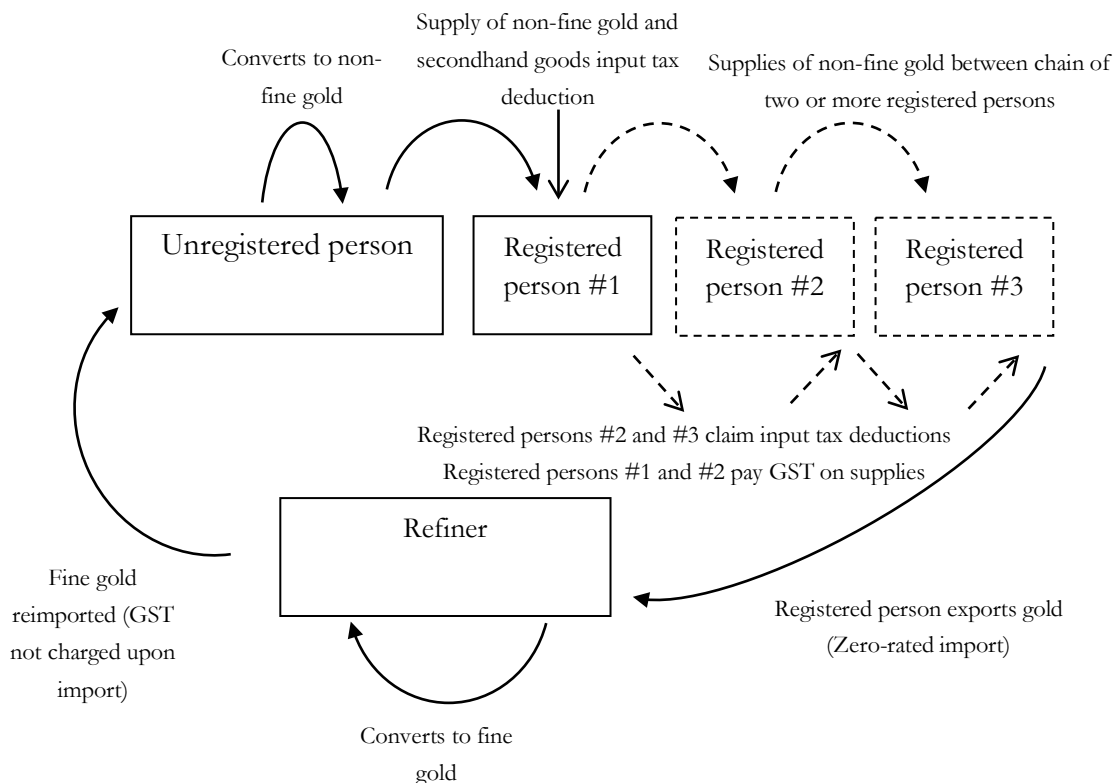 Converts to non-
fine gold
Supply of non-fine gold and
secondhand goods input tax
deduction
Supplies of non-fine gold between chain of
two or more registered persons
Unregistered person
Registered
person #1
Registered
person #2
Registered
person #3
Registered persons #2 and #3 claim input tax deductions
Registered persons #1 and #2 pay GST on supplies
Refiner
Fine gold
reimported (GST
not charged upon
import)
Registered person exports gold
(Zero-rated import)
Converts to fine
gold